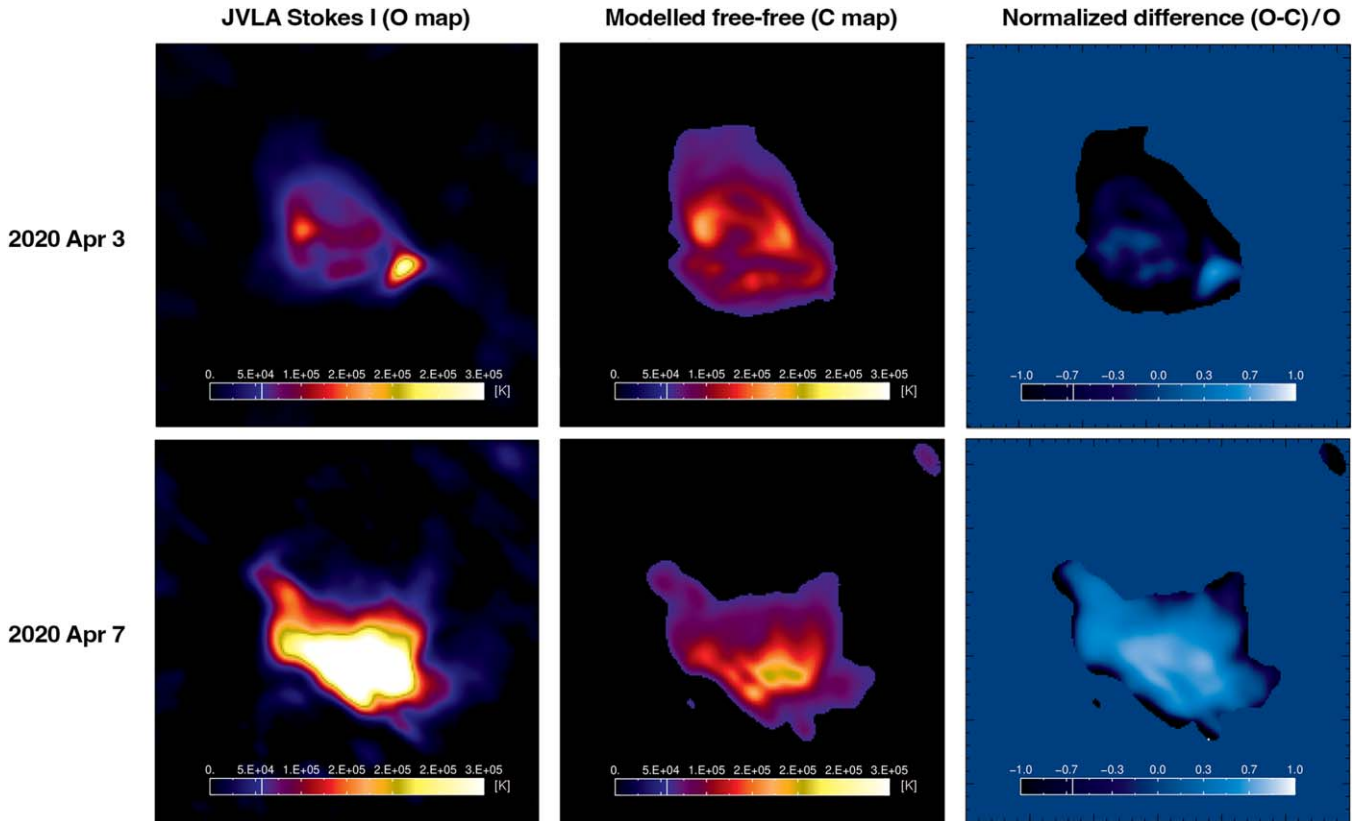 JVLA Stokes I (O map) Modelled free-free (C map) Normalized difference (O-C)/O
2020 Apr 3
0. 5.E+04 1.E+05 2.E+05 2.E+05 2.E+05 3.E+05 [K]
0. 5.E+04 1.E+05 2.E+05 2.E+05 2.E+05 3.E+05 [K]
-1.0 -0.7 -0.3 0.0 0.3 0.7 1.0
2020 Apr 7
0. 5.E+04 1.E+05 2.E+05 2.E+05 2.E+05 3.E+05 [K]
0. 5.E+04 1.E+05 2.E+05 2.E+05 2.E+05 3.E+05 [K]
-1.0 -0.7 -0.3 0.0 0.3 0.7 1.0